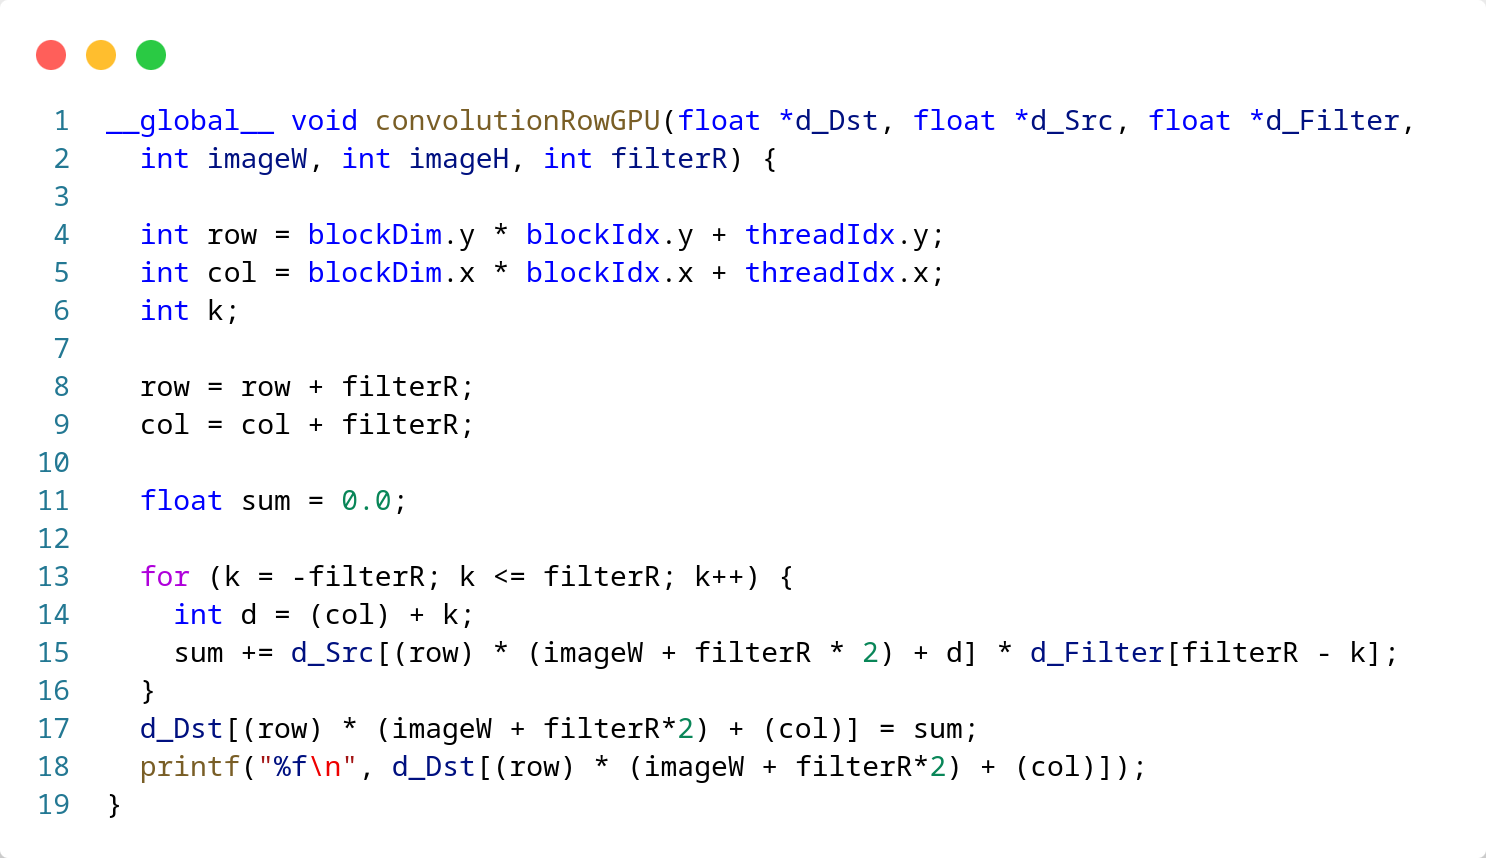 1 __global__ void convolutionRowGPU(float *d_Dst, float *d_Src, float *d_Filter,
2   int imageW, int imageH, int filterR) {
3
4   int row = blockDim.y * blockIdx.y + threadIdx.y;
5   int col = blockDim.x * blockIdx.x + threadIdx.x;
6   int k;
7
8   row = row + filterR;
9   col = col + filterR;
10
11   float sum = 0.0;
12
13   for (k = -filterR; k <= filterR; k++) {
14     int d = (col) + k;
15     sum += d_Src[(row) * (imageW + filterR * 2) + d] * d_Filter[filterR - k];
16   }
17   d_Dst[(row) * (imageW + filterR*2) + (col)] = sum;
18   printf("%f\n", d_Dst[(row) * (imageW + filterR*2) + (col)]);
19 }